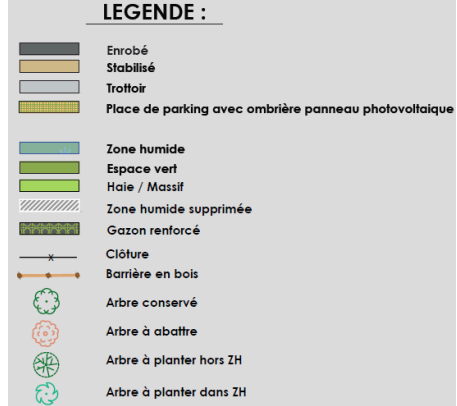 LEGENDE :
Enrobé
Stabilisé
Trottoir
Place de parking avec ombrière panneau photovoltaique
Zone humide
Espace vert
Haie / Massif
Zone humide supprimée
Gazon renforcé
Clôture
Barrière en bois
Arbre conservé
Arbre à abattre
Arbre à planter hors ZH
Arbre à planter dans ZH